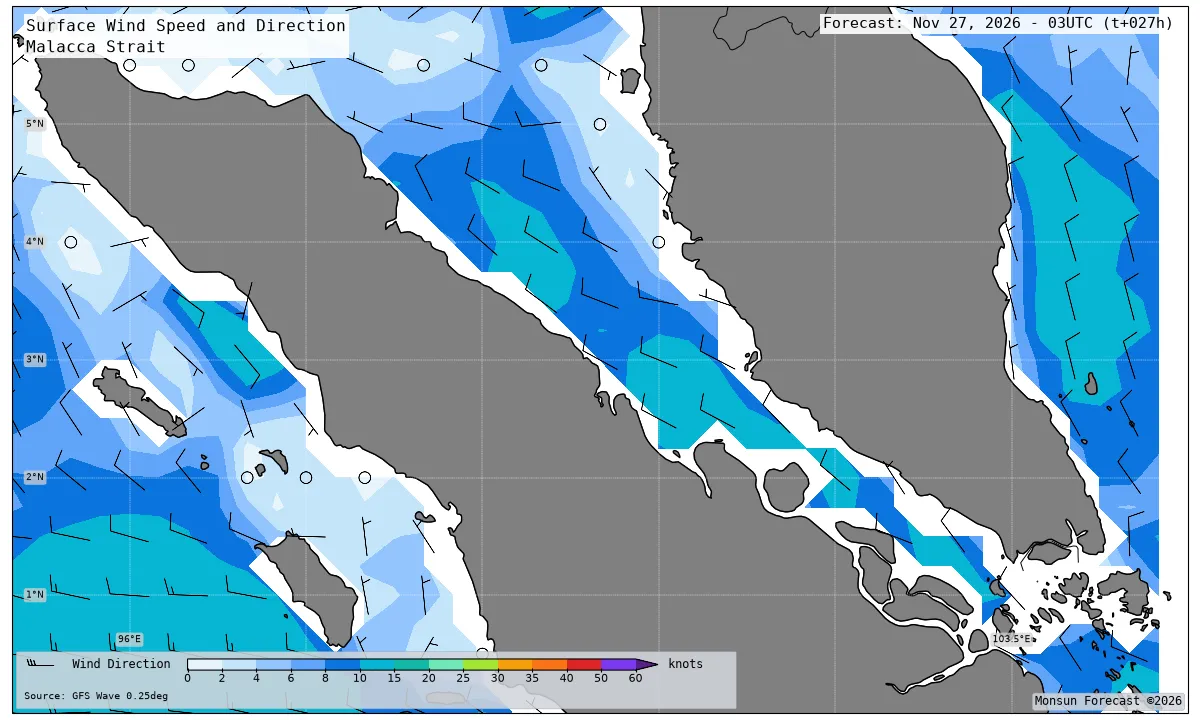 Surface Wind Speed and Direction
Malacca Strait
Forecast: Nov 27, 2026 - 03UTC (t+027h)
5°N
4°N
3°N
2°N
1°N
96°E
103.5°E
Wind Direction
0 2 4 6 8 10 15 20 25 30 35 40 50 60
knots
Source: GFS Wave 0.25deg
Monsun Forecast ©2026